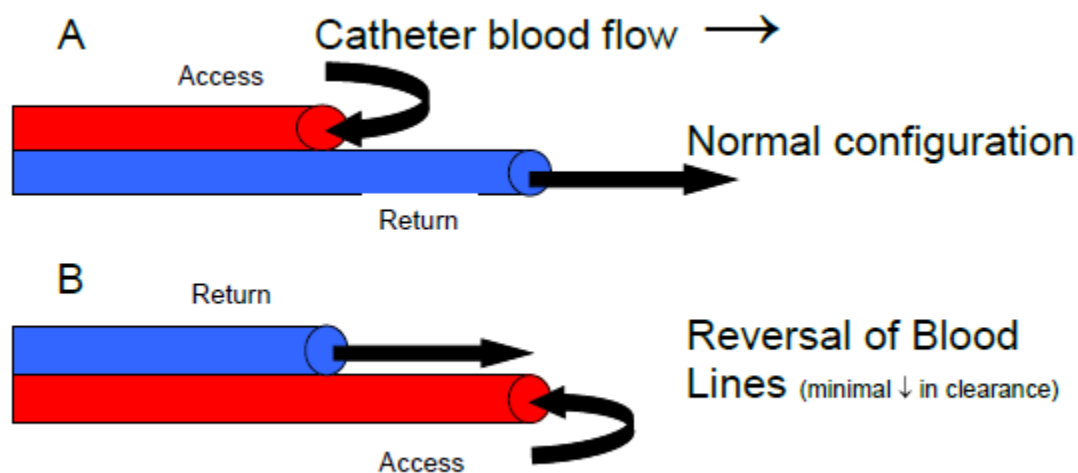 A
Catheter blood flow →
Access
Normal configuration
Return
B
Return
Reversal of Blood
Lines (minimal ↓ in clearance)
Access